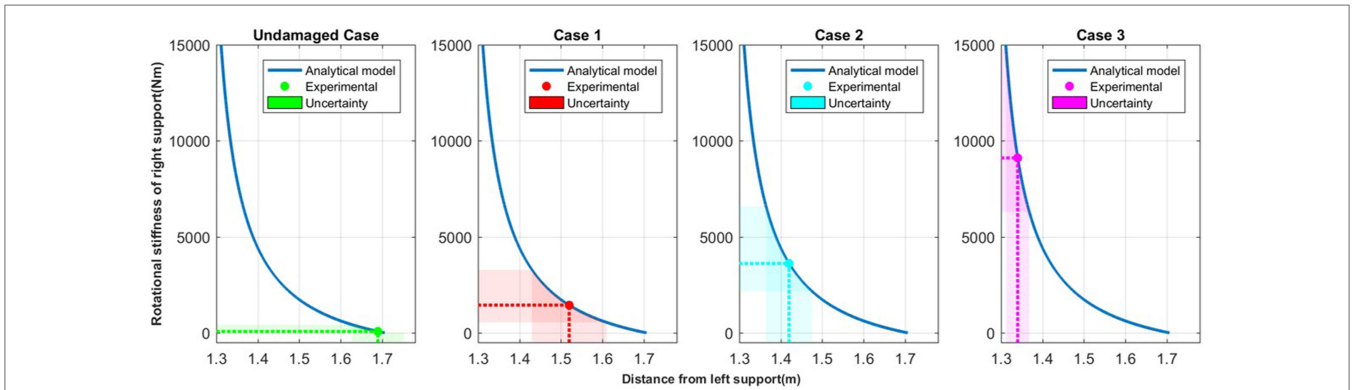 Undamaged Case
Case 1
Case 2
Case 3
Rotational stiffness of right support(Nm)
15000
10000
5000
0
1.3 1.4 1.5 1.6 1.7
Analytical model
Experimental
Uncertainty
15000
10000
5000
0
1.3 1.4 1.5 1.6 1.7
Analytical model
Experimental
Uncertainty
15000
10000
5000
0
1.3 1.4 1.5 1.6 1.7
Analytical model
Experimental
Uncertainty
15000
10000
5000
0
1.3 1.4 1.5 1.6 1.7
Analytical model
Experimental
Uncertainty
Distance from left support(m)